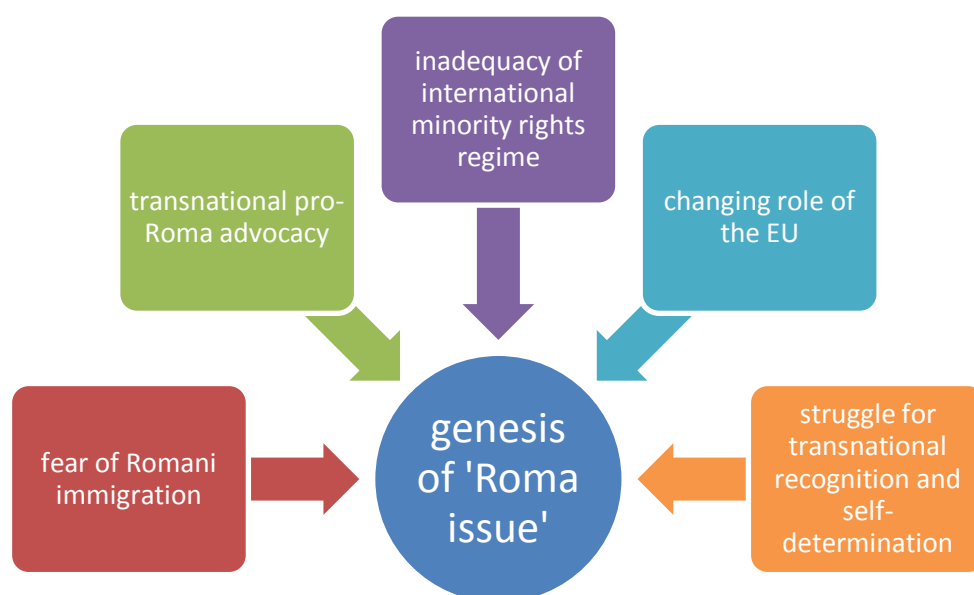 fear of Romani
immigration
transnational pro-
Roma advocacy
inadequacy of
international
minority rights
regime
changing role of
the EU
struggle for
transnational
recognition and
self-
determination
genesis
of 'Roma
issue'